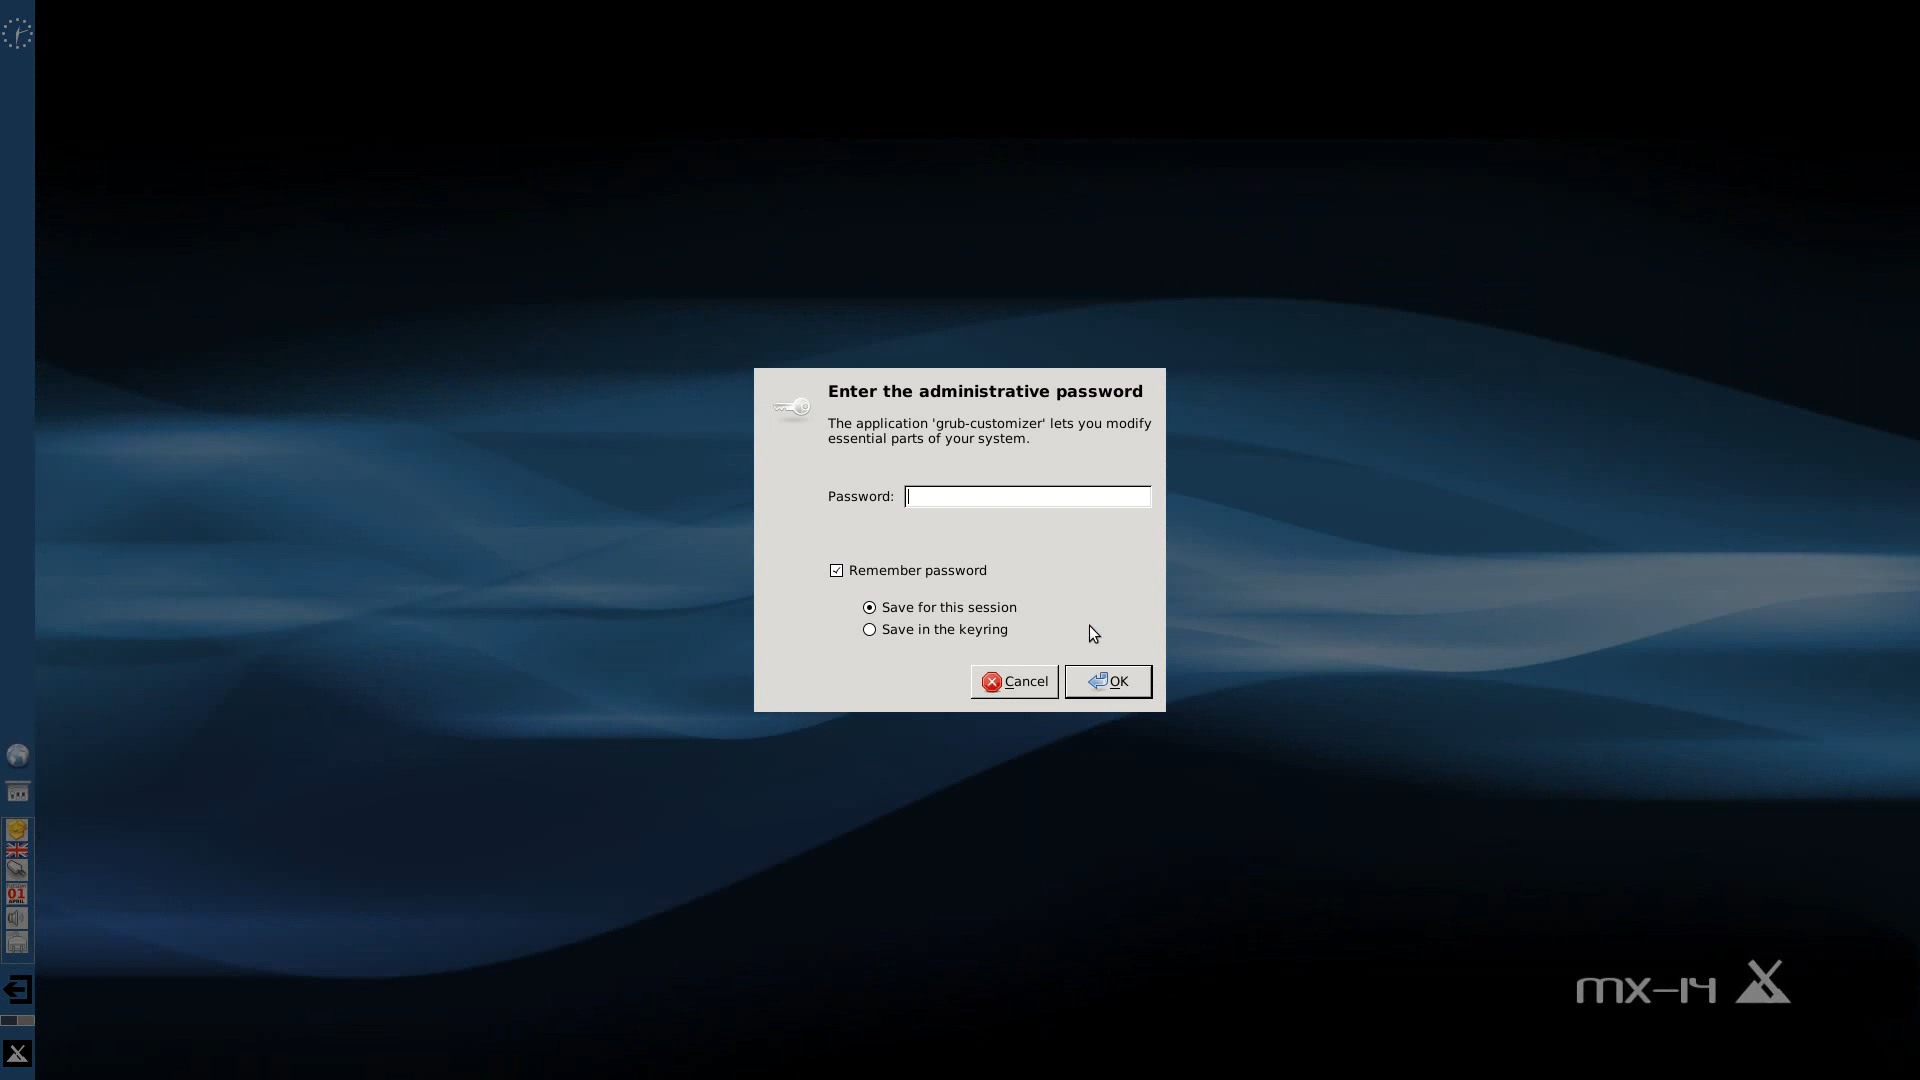 Enter the administrative password
The application 'grub-customizer' lets you modify
essential parts of your system.
Password:
Remember password
Save for this session
Save in the keyring
Cancel
OK
01
APRIL
mx-14